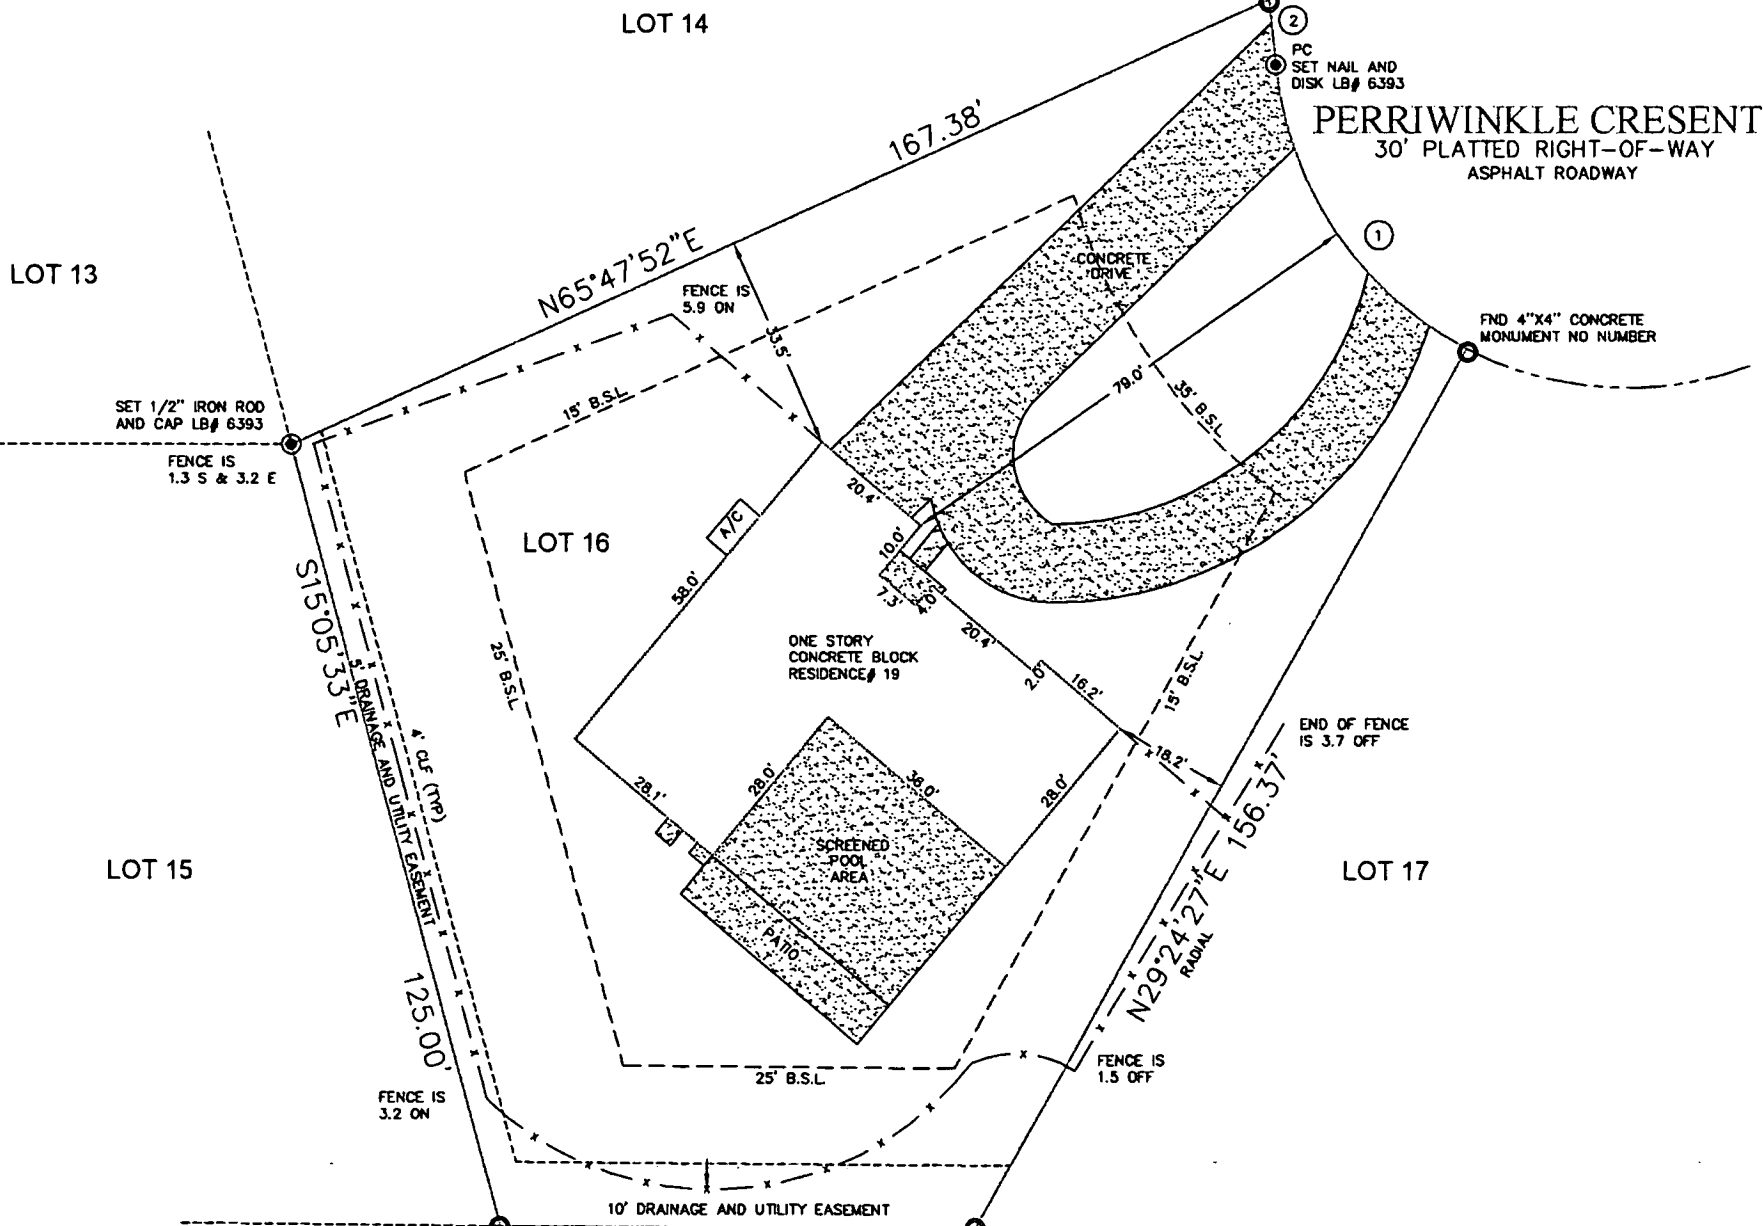 LOT 14
2
PC
SET NAIL AND
DISK LB# 6393
PERRIWINKLE CRESENT
30' PLATTED RIGHT-OF-WAY
ASPHALT ROADWAY
167.38'
N65°47'52"E
LOT 13
1
CONCRETE
DRIVE
FENCE IS
5.9 ON
33.5'
FND 4"X4" CONCRETE
MONUMENT NO NUMBER
SET 1/2" IRON ROD
AND CAP LB# 6393
FENCE IS
1.3 S & 3.2 E
15' B.S.L.
79.0'
35' B.S.L.
20.4'
A/C
LOT 16
10.0'
58.0'
7.3'
4.0'
20.4'
S15°05'33"E
125.00'
5' DRAINAGE AND UTILITY EASEMENT
4' CLF (TYP)
25' B.S.L.
ONE STORY
CONCRETE BLOCK
RESIDENCE# 19
2.0'
16.2'
15' B.S.L.
18.2'
END OF FENCE
IS 3.7 OFF
28.1'
28.0'
38.0'
28.0'
SCREENED
POOL
AREA
PATIO
LOT 15
LOT 17
N29°24'27"E 156.37'
RADIAL
FENCE IS
1.5 OFF
25' B.S.L.
FENCE IS
3.2 ON
10' DRAINAGE AND UTILITY EASEMENT